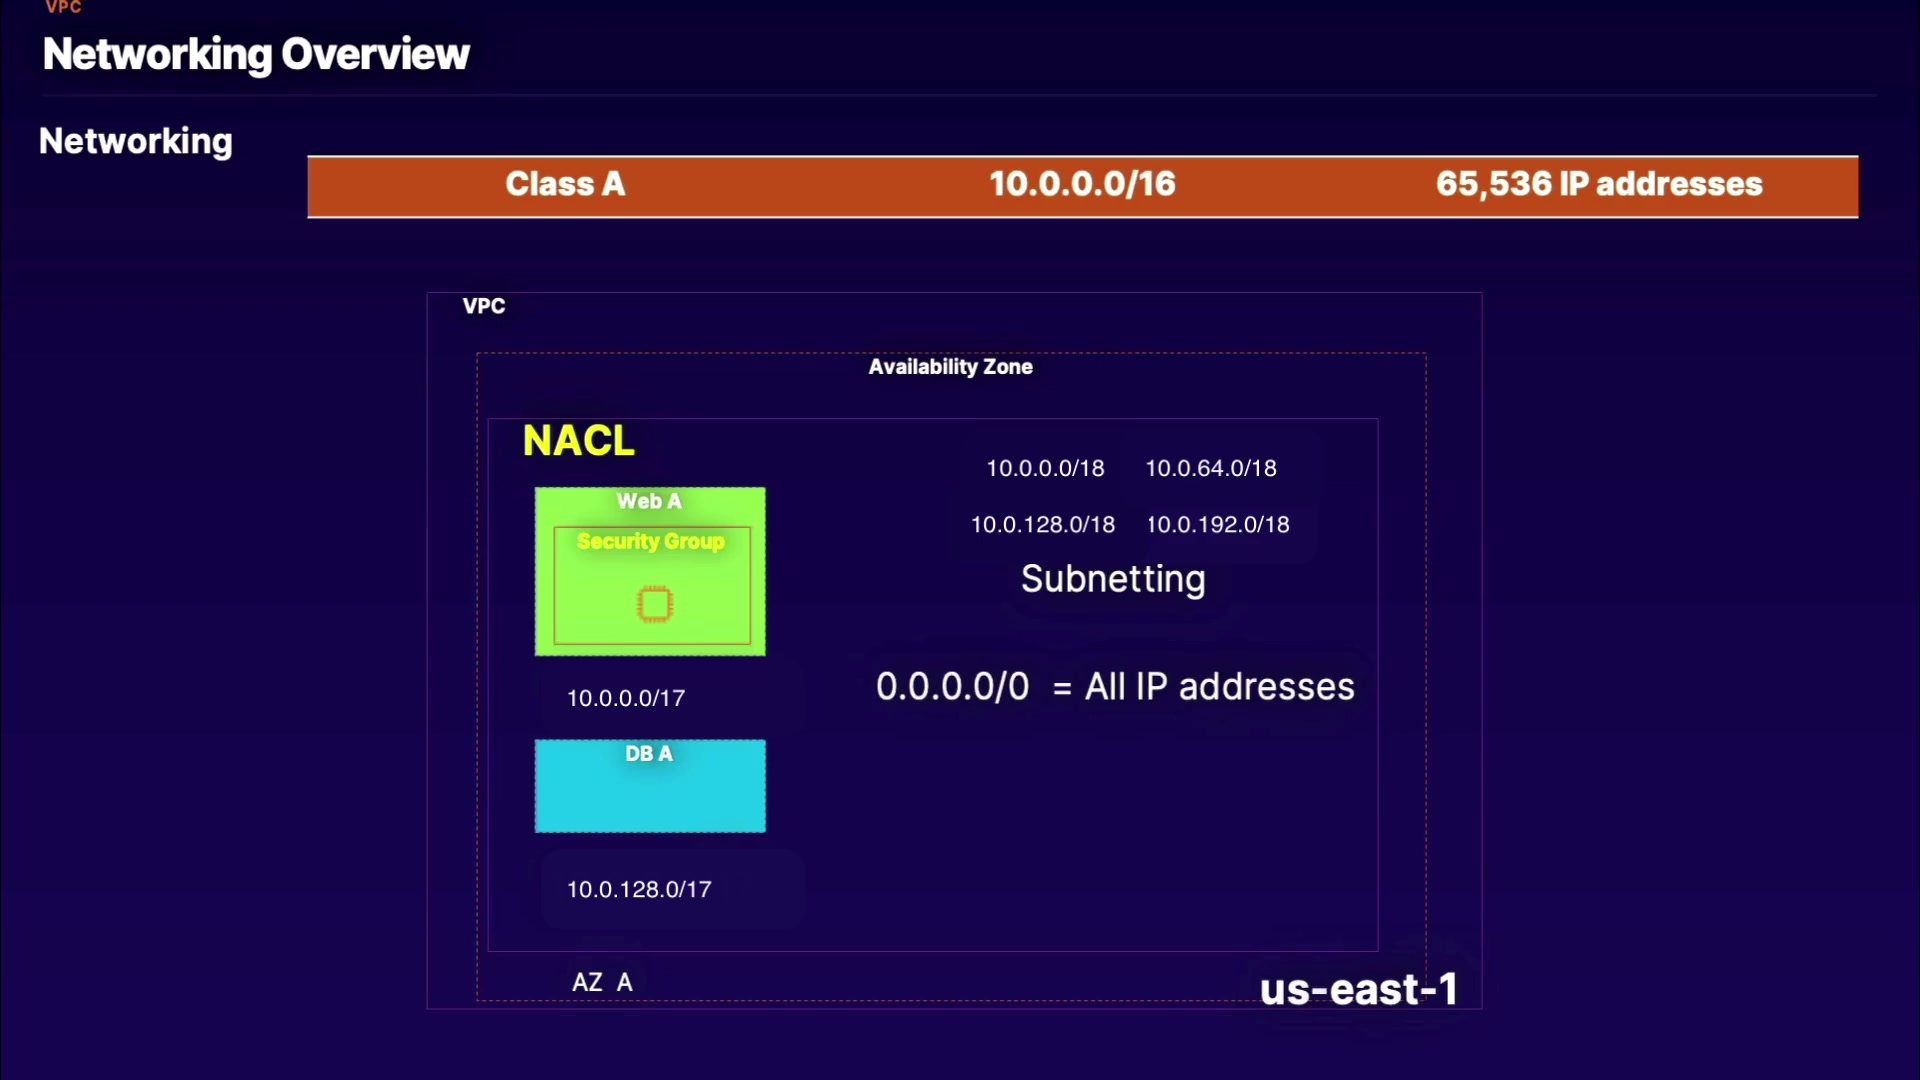 VPC
Networking Overview
Networking
Class A 10.0.0.0/16 65,536 IP addresses
VPC
Availability Zone
NACL
Web A
Security Group
10.0.0.0/17
DB A
10.0.128.0/17
10.0.0.0/18 10.0.64.0/18
10.0.128.0/18 10.0.192.0/18
Subnetting
0.0.0.0/0 = All IP addresses
AZ A
us-east-1